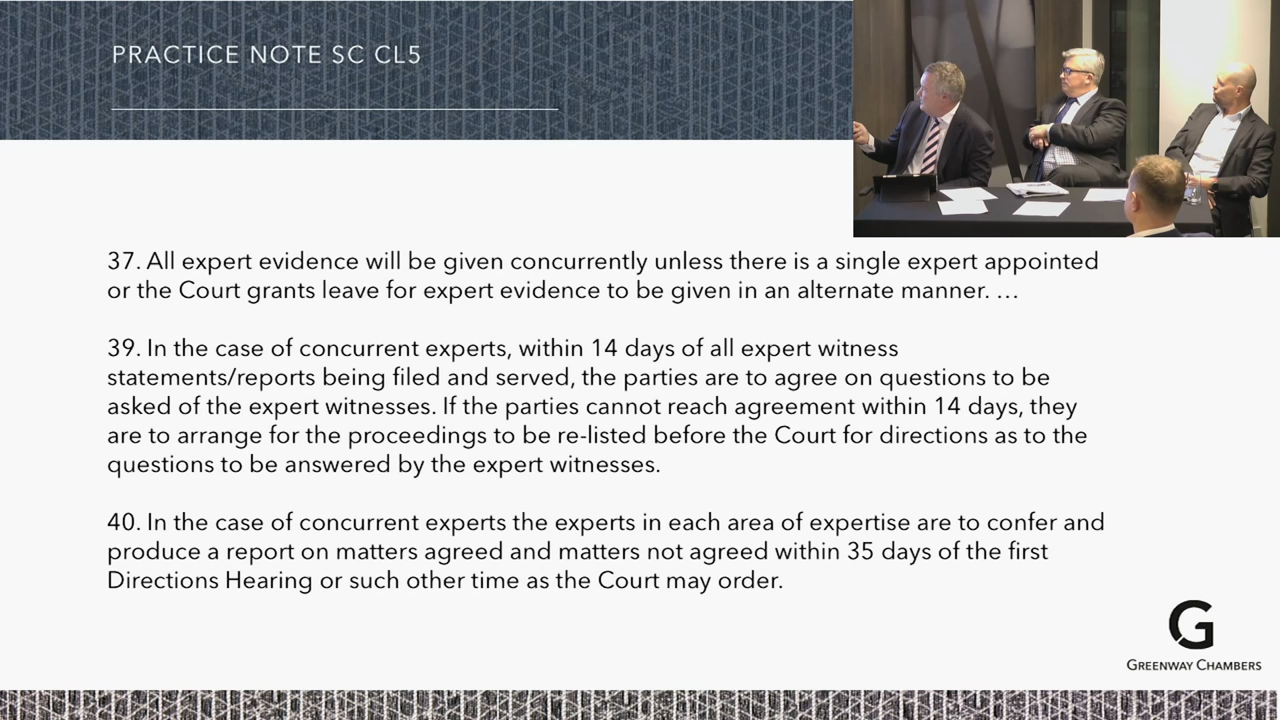 PRACTICE NOTE SC CL5
37. All expert evidence will be given concurrently unless there is a single expert appointed
or the Court grants leave for expert evidence to be given in an alternate manner. …
39. In the case of concurrent experts, within 14 days of all expert witness
statements/reports being filed and served, the parties are to agree on questions to be
asked of the expert witnesses. If the parties cannot reach agreement within 14 days, they
are to arrange for the proceedings to be re-listed before the Court for directions as to the
questions to be answered by the expert witnesses.
40. In the case of concurrent experts the experts in each area of expertise are to confer and
produce a report on matters agreed and matters not agreed within 35 days of the first
Directions Hearing or such other time as the Court may order.
G
GREENWAY CHAMBERS